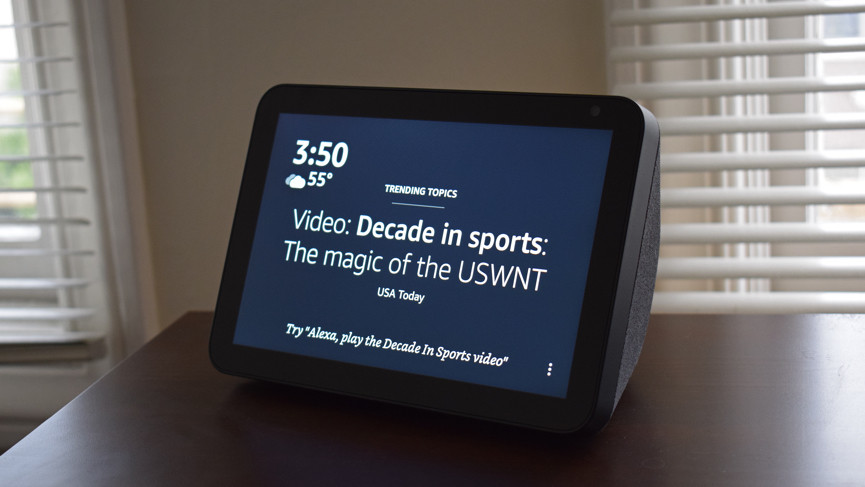 3:50
55°
TRENDING TOPICS
Video: Decade in sports:
The magic of the USWNT
USA Today
Try "Alexa, play the Decade In Sports video"